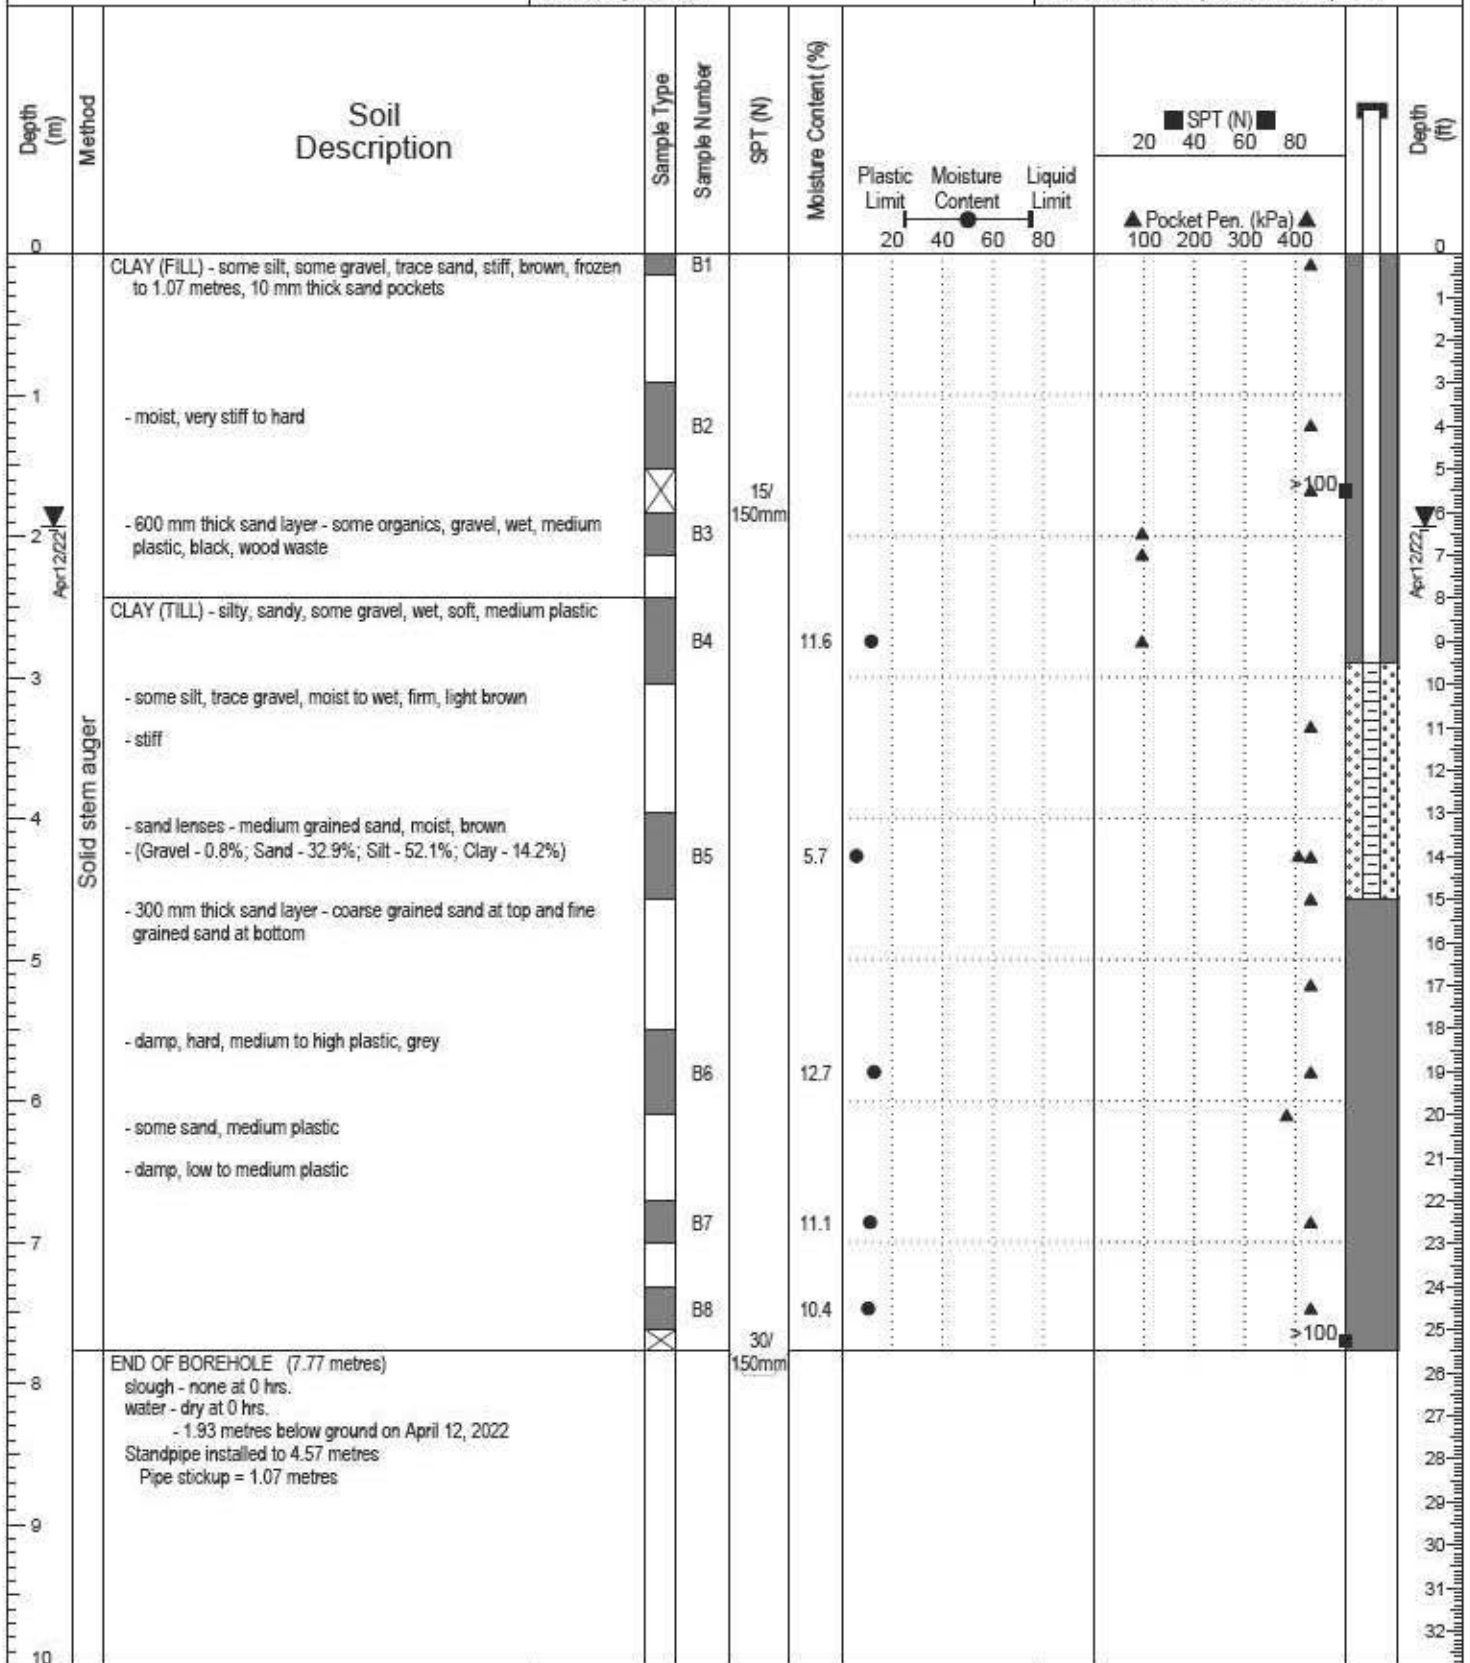 Depth
(m)
Method
Soil
Description
Sample Type
Sample Number
SPT (N)
Moisture Content (%)
Plastic
Limit
Moisture
Content
Liquid
Limit
20 40 60 80
■ SPT (N) ■
20 40 60 80
▲ Pocket Pen. (kPa) ▲
100 200 300 400
Depth
(ft)
0
0
CLAY (FILL) - some silt, some gravel, trace sand, stiff, brown, frozen
to 1.07 metres, 10 mm thick sand pockets
B1
1
2
3
1
- moist, very stiff to hard
B2
4
5
15/
150mm
>100
6
- 600 mm thick sand layer - some organics, gravel, wet, medium
plastic, black, wood waste
B3
2
Apr12/22
Apr12/22
7
8
CLAY (TILL) - silty, sandy, some gravel, wet, soft, medium plastic
B4
11.6
9
3
10
- some silt, trace gravel, moist to wet, firm, light brown
- stiff
11
12
Solid stem auger
13
4
- sand lenses - medium grained sand, moist, brown
- (Gravel - 0.8%; Sand - 32.9%; Silt - 52.1%; Clay - 14.2%)
B5
5.7
14
15
- 300 mm thick sand layer - coarse grained sand at top and fine
grained sand at bottom
16
5
17
18
- damp, hard, medium to high plastic, grey
B6
12.7
19
6
20
- some sand, medium plastic
21
- damp, low to medium plastic
22
B7
11.1
7
23
24
B8
10.4
25
30/
150mm
>100
END OF BOREHOLE (7.77 metres)
26
8
slough - none at 0 hrs.
water - dry at 0 hrs.
27
- 1.93 metres below ground on April 12, 2022
Standpipe installed to 4.57 metres
28
Pipe stickup = 1.07 metres
29
9
30
31
32
10